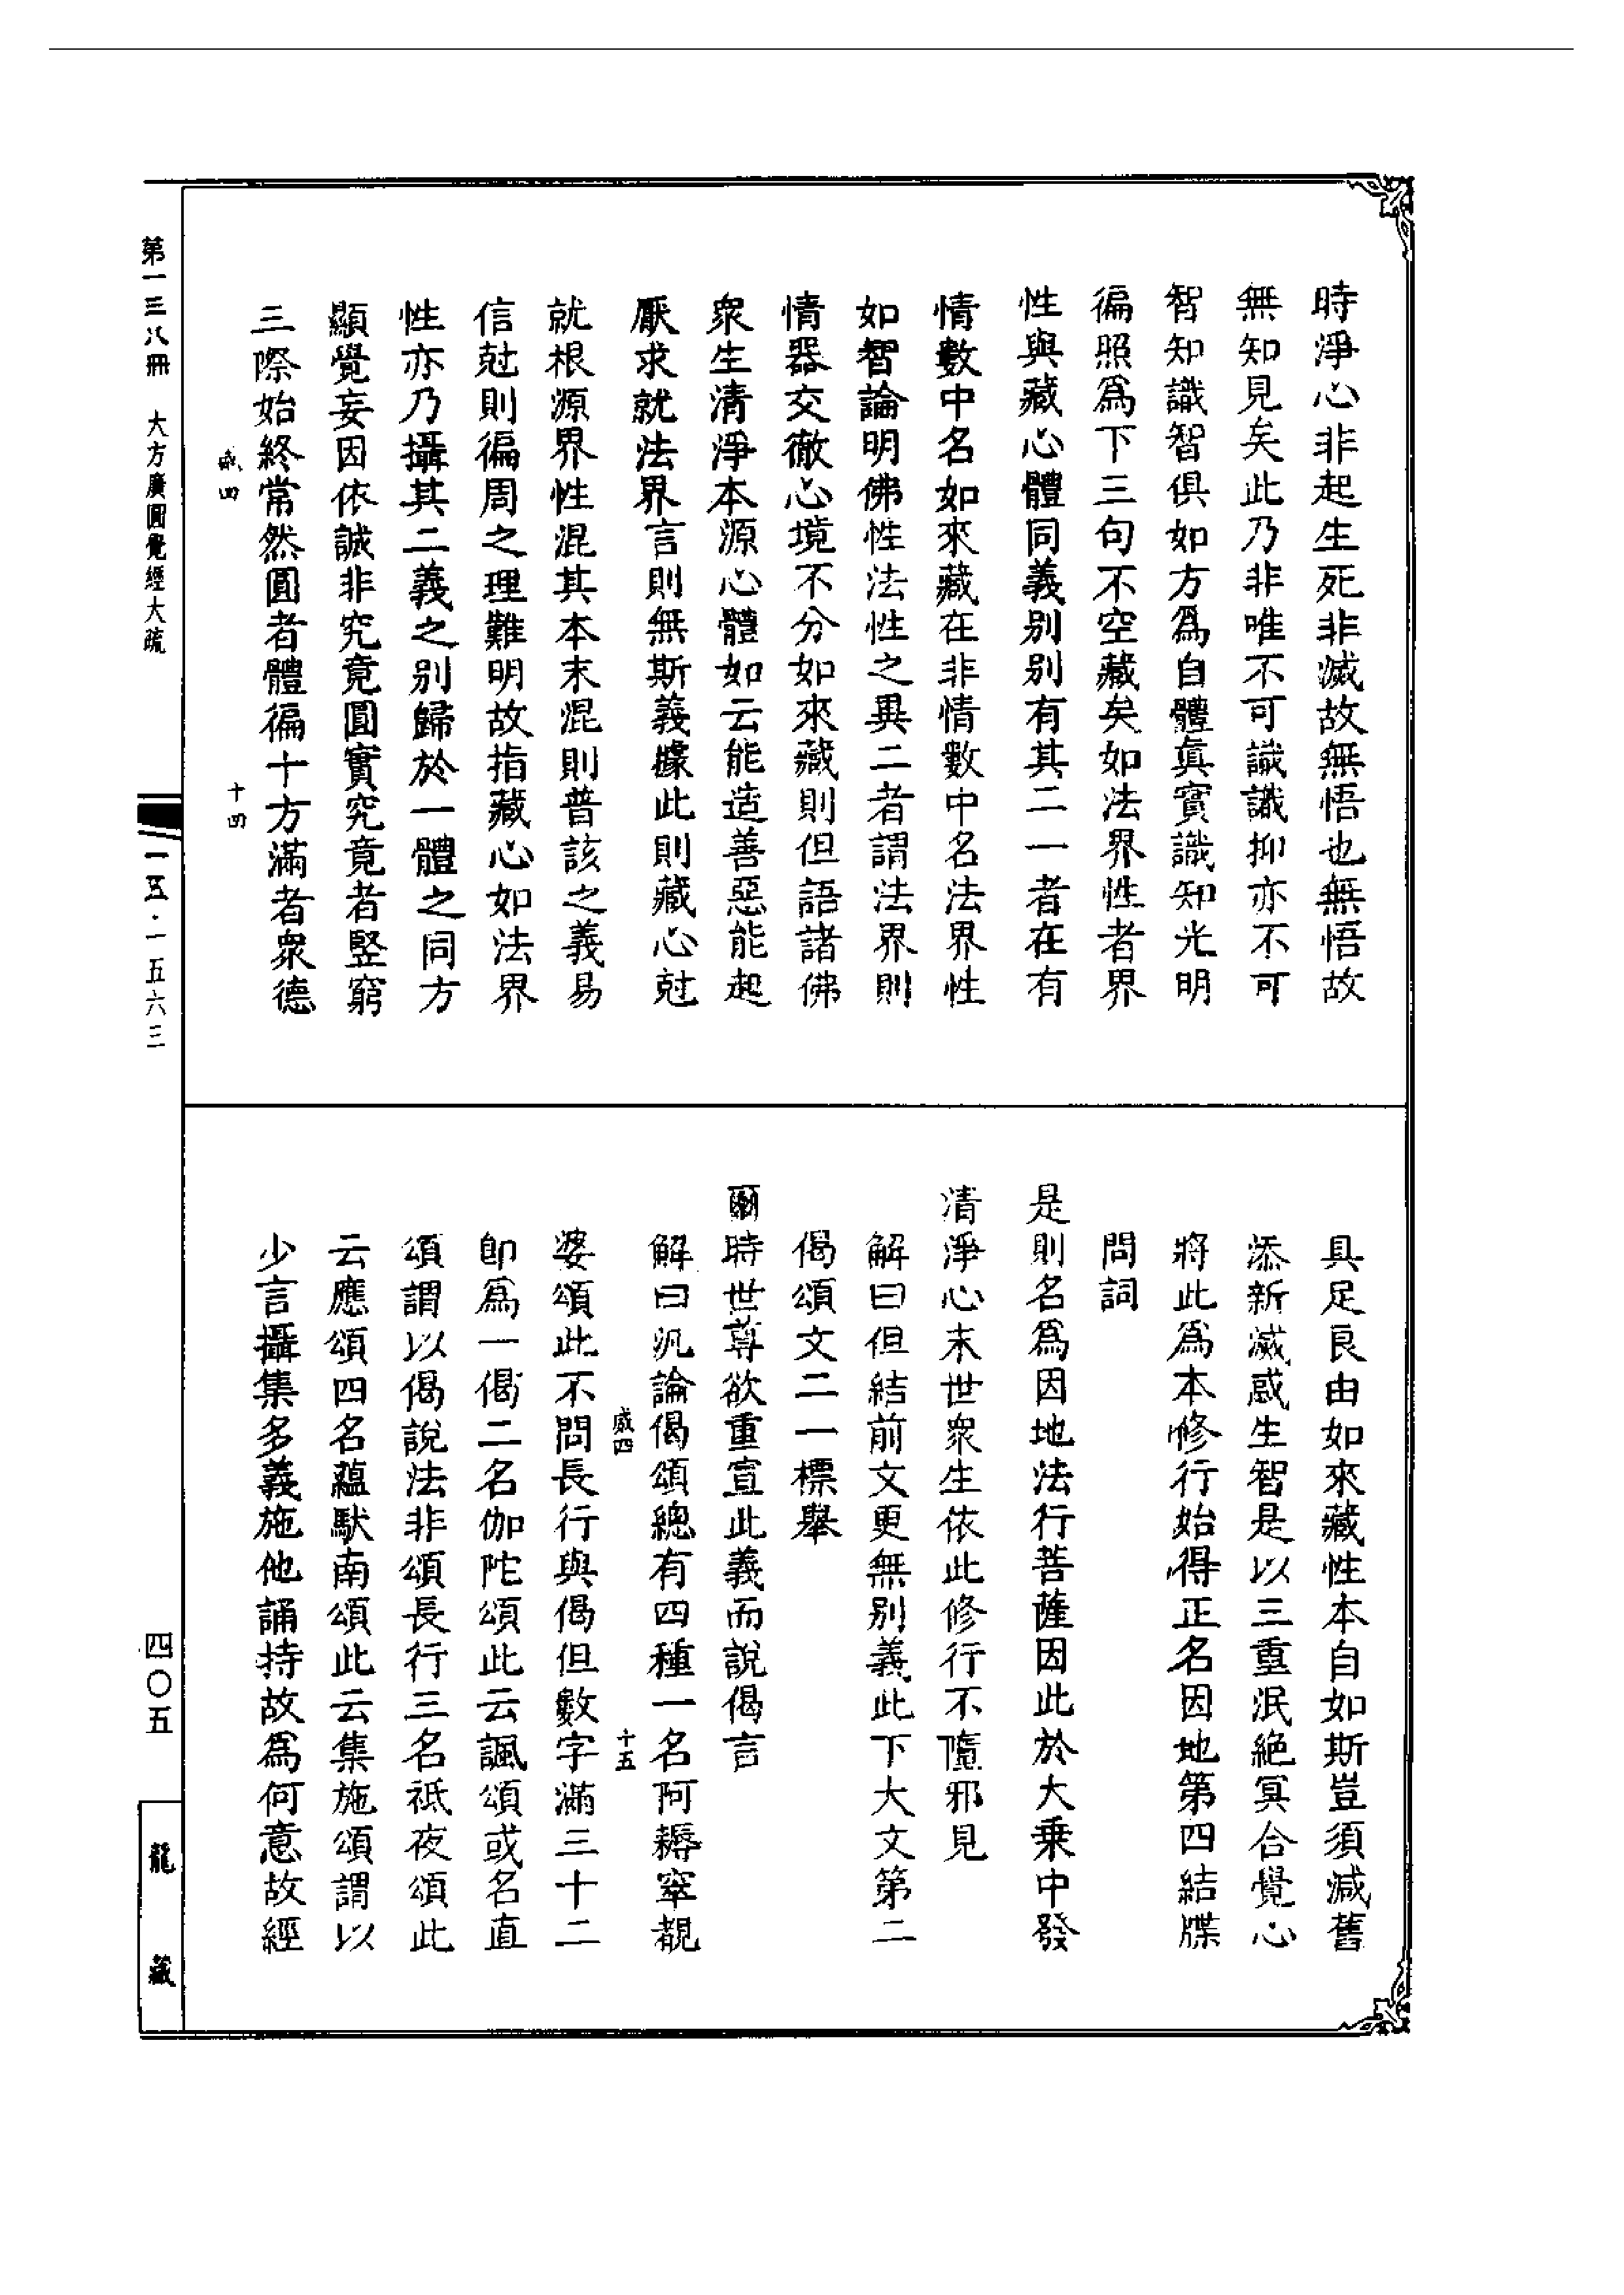 時淨心非起生死非滅故無悟也無悟故
無知見矣此乃非唯不可識識抑亦不可
智知識智俱如方爲自體眞實識知光明
徧照爲下三句不空藏矣如法界性者界
性與藏心體同義别别有其二一者在有
情數中名如來藏在非情數中名法界性
如智論明佛性法性之異二者謂法界則
情器交徹心境不分如來藏則但語諸佛
衆生清淨本源心體如云能造善惡能起
厭求就法界言則無斯義據此則藏心尅
就根源界性混其本末混則普該之義易
信尅則徧周之理難明故指藏心如法界
性亦乃攝其二義之别歸於一體之同方
顯覺妄因依誠非究竟圓實究竟者竪窮
三際始終常然圓者體徧十方滿者衆德
感四　十四
具足良由如來藏性本自如斯豈須減舊
添新滅惑生智是以三重泯絶冥合覺心
將此爲本修行始得正名因地第四結牒
問詞
是則名爲因地法行菩薩因此於大乗中發
清淨心末世衆生依此修行不墮邪見
解曰但結前文更無别義此下大文第二
偈頌文二一標舉
爾時世尊欲重宣此義而說偈言
解曰汎論偈頌總有四種一名阿耨窣覩
感四　十五
婆頌此不問長行與偈但數字滿三十二
卽爲一偈二名伽陀頌此云諷頌或名直
頌謂以偈說法非頌長行三名祇夜頌此
云應頌四名蘊馱南頌此云集施頌謂以
少言攝集多義施他誦持故爲何意故經
第一三八冊　大方廣圓覺經大疏
一五·一五六三
四〇五
龍藏